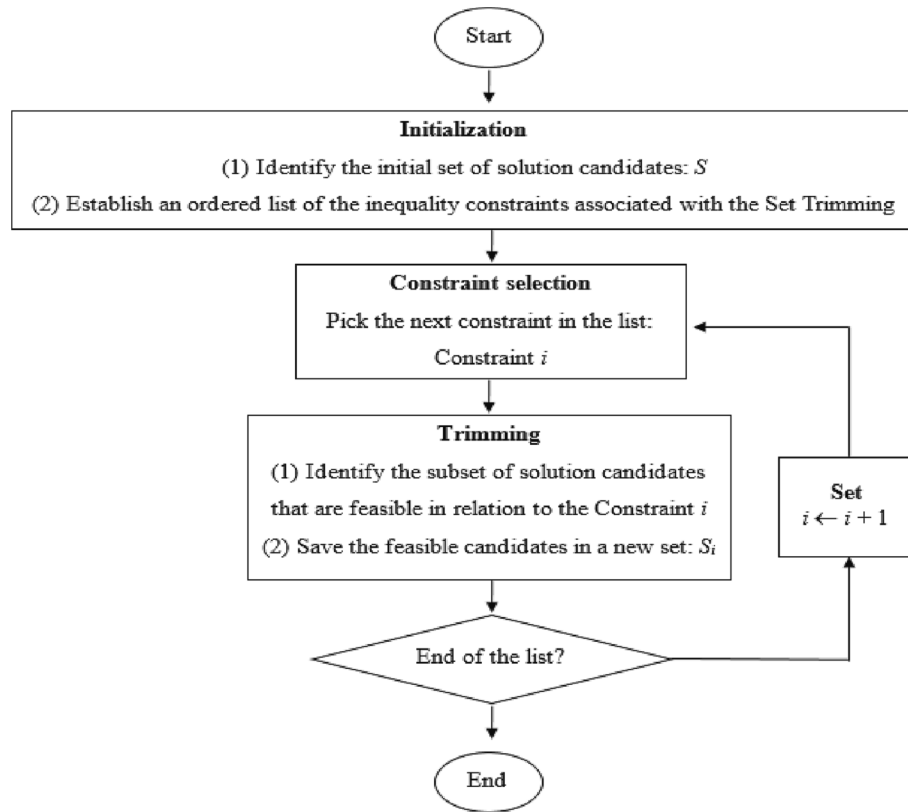 Start
Initialization
(1) Identify the initial set of solution candidates: S
(2) Establish an ordered list of the inequality constraints associated with the Set Trimming
Constraint selection
Pick the next constraint in the list:
Constraint i
Trimming
(1) Identify the subset of solution candidates
that are feasible in relation to the Constraint i
(2) Save the feasible candidates in a new set: Sᵢ
Set
i ← i + 1
End of the list?
End